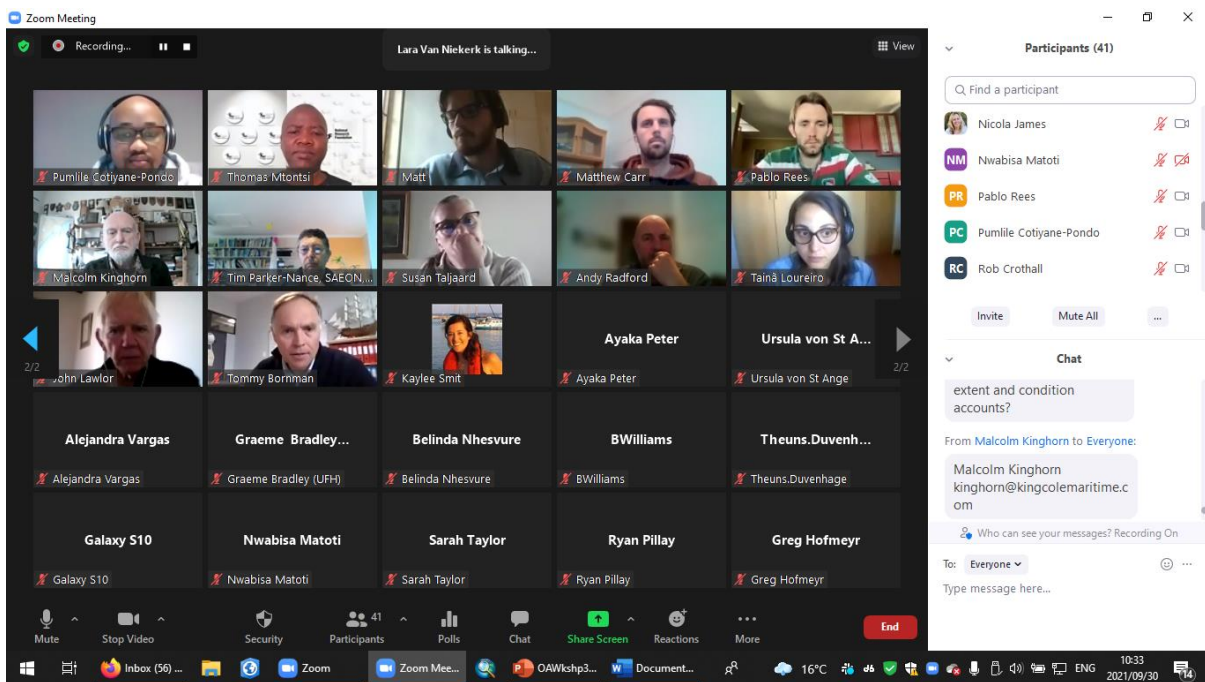 Zoom Meeting
Recording...
Lara Van Niekerk is talking...
View
Participants (41)
Find a participant
Nicola James
NM Nwabisa Matoti
PR Pablo Rees
PC Pumlile Cotiyane-Pondo
RC Rob Crothall
Invite Mute All ...
Pumlile Cotiyane-Pondo
Thomas Mtontsi
Matt
Matthew Carr
Pablo Rees
Malcolm Kinghorn
Tim Parker-Nance, SAEON,...
Susan Taljaard
Andy Radford
Tainã Loureiro
2/2
John Lawlor
Tommy Bornman
Kaylee Smit
Ayaka Peter
Ayaka Peter
Ursula von St A...
Ursula von St Ange
2/2
Alejandra Vargas
Alejandra Vargas
Graeme Bradley...
Graeme Bradley (UFH)
Belinda Nhesvure
Belinda Nhesvure
BWilliams
BWilliams
Theuns.Duvenh...
Theuns.Duvenhage
Galaxy S10
Galaxy S10
Nwabisa Matoti
Nwabisa Matoti
Sarah Taylor
Sarah Taylor
Ryan Pillay
Ryan Pillay
Greg Hofmeyr
Greg Hofmeyr
Chat
extent and condition
accounts?
From Malcolm Kinghorn to Everyone:
Malcolm Kinghorn
kinghorn@kingcolemaritime.c
om
Who can see your messages? Recording On
To: Everyone
Type message here...
Mute
Stop Video
Security
41
Participants
Polls
Chat
Share Screen
Reactions
More
End
Inbox (56) ...
Zoom
Zoom Mee...
OAWkshp3...
Document...
16°C
ENG
10:33
2021/09/30
14